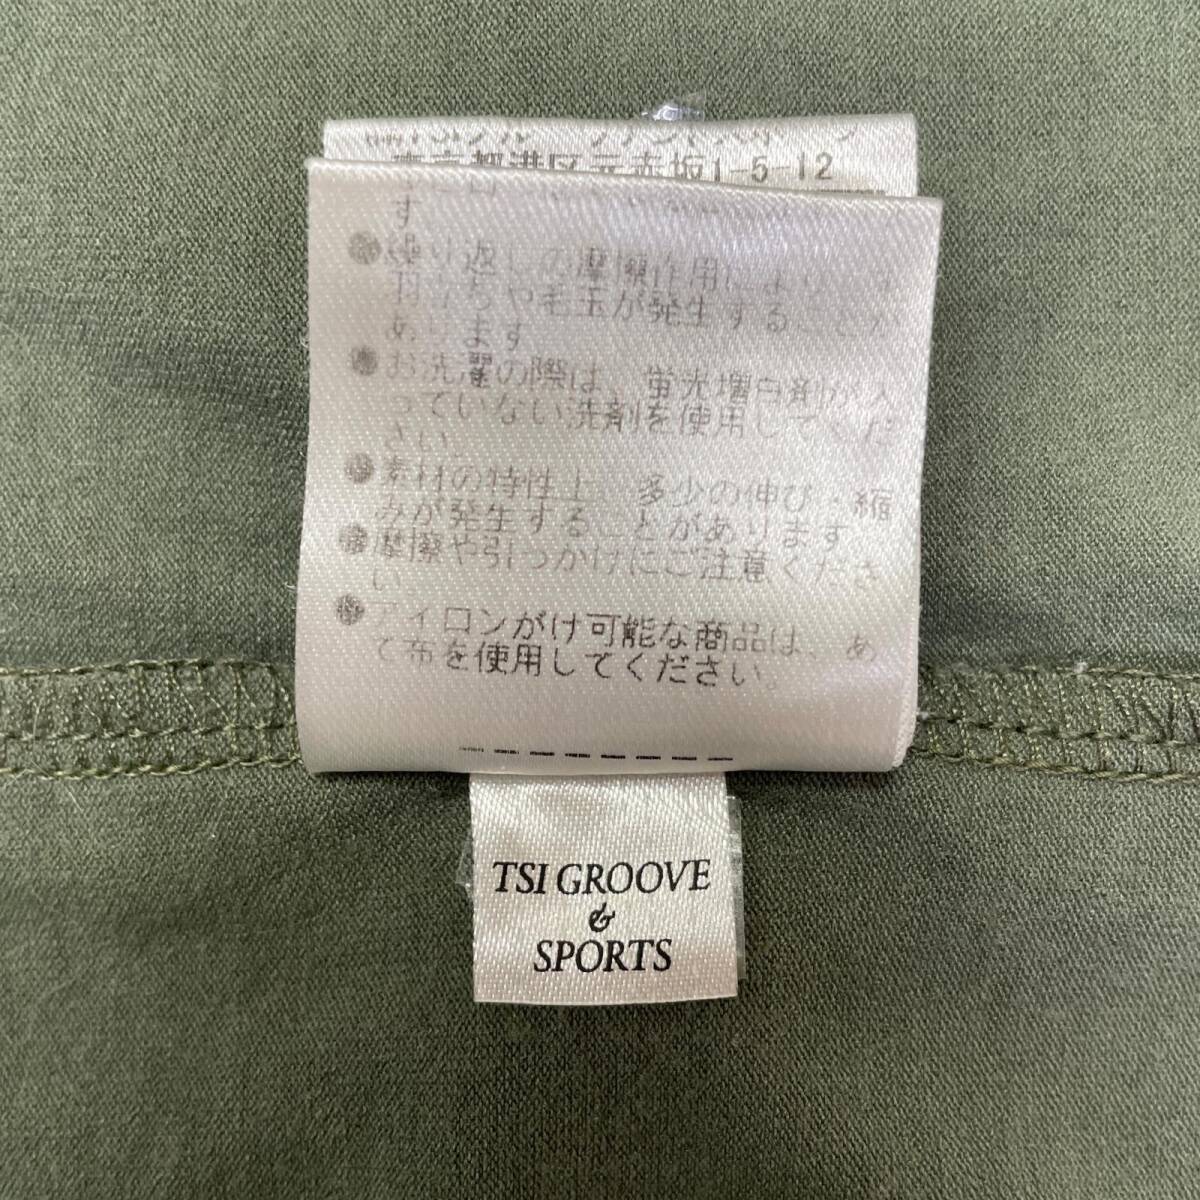 東京都港区元赤坂1-5-12
す
●繰り返しの摩擦作用により
羽立ちや毛玉が発生することが
あります
●お洗濯の際は、蛍光増白剤が入
っていない洗剤を使用してくだ
さい
●素材の特性上、多少の伸び・縮
みが発生することがあります
●摩擦や引っかけにご注意くださ
い
●アイロンがけ可能な商品は、あ
て布を使用してください。
TSI GROOVE
&
SPORTS